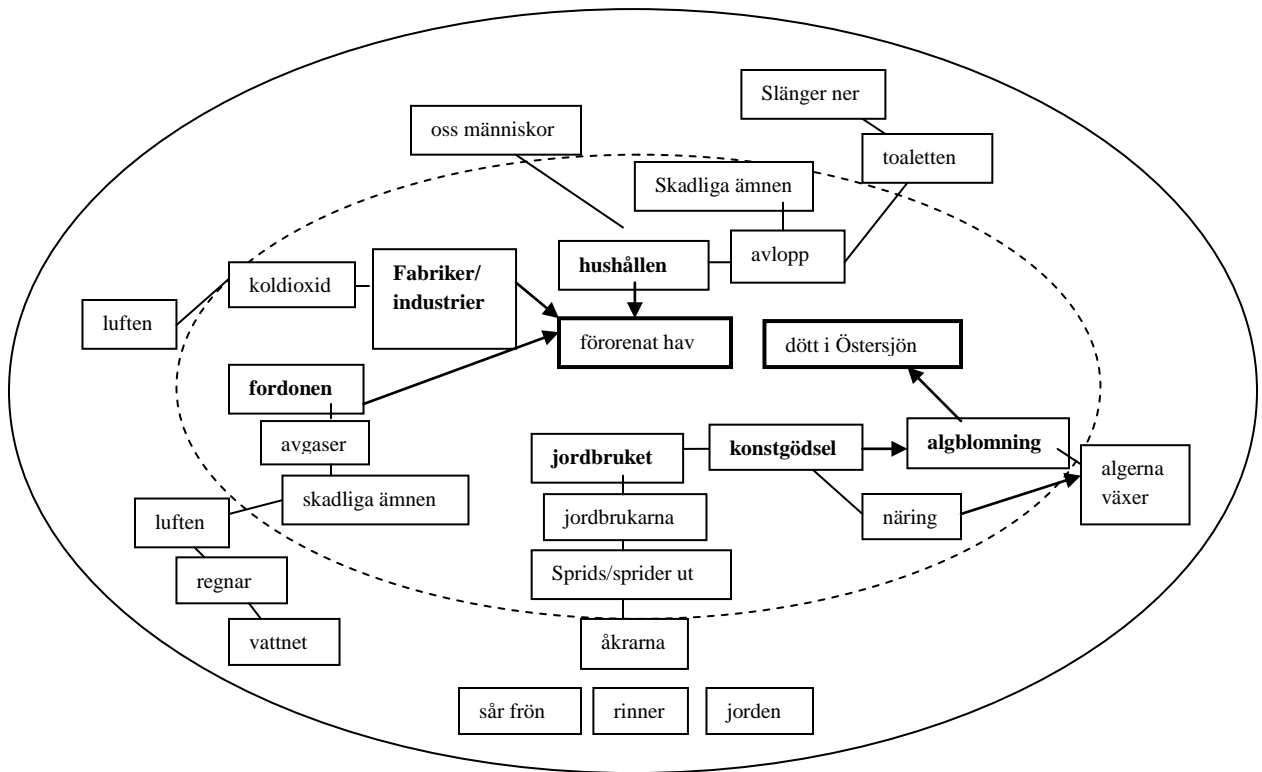 Slänger ner
oss människor
toaletten
Skadliga ämnen
hushållen
avlopp
Fabriker/
industrier
koldioxid
luften
förorenat hav
dött i Östersjön
fordonen
avgaser
skadliga ämnen
luften
regnar
vattnet
jordbruket
konstgödsel
algblomning
algerna
växer
jordbrukarna
näring
Sprids/sprider ut
åkrarna
sår frön
rinner
jorden